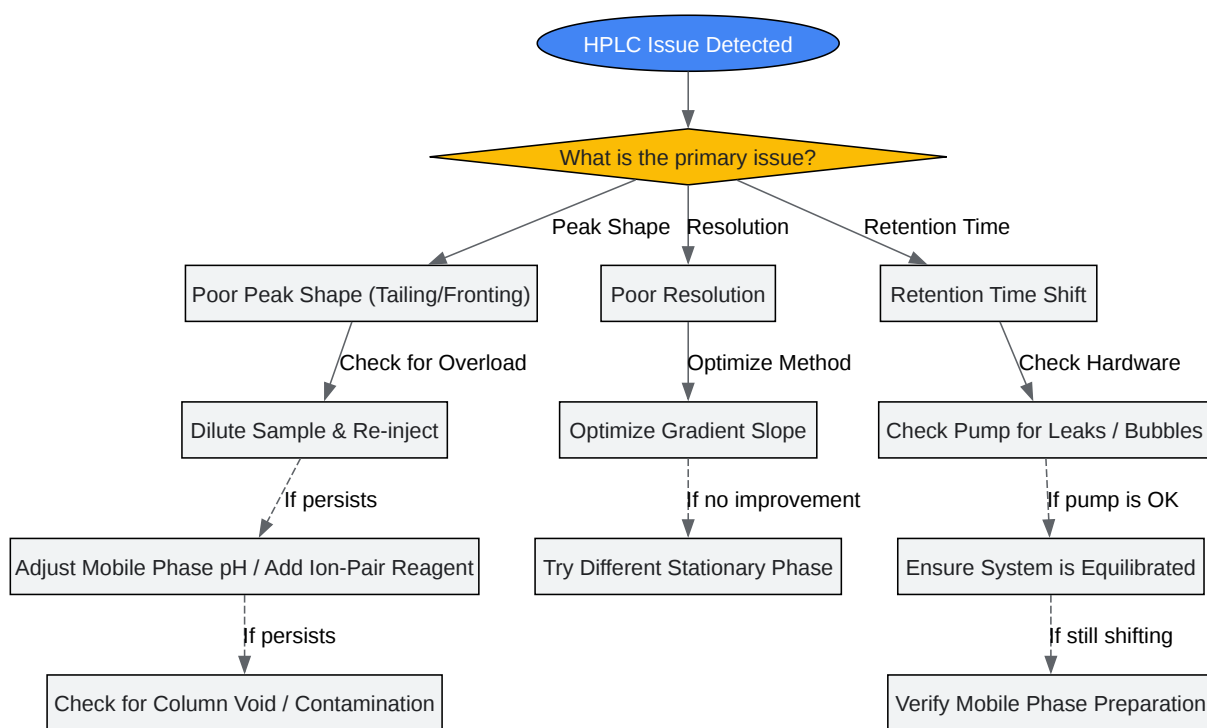 HPLC Issue Detected
What is the primary issue?
Peak Shape
Resolution
Retention Time
Poor Peak Shape (Tailing/Fronting)
Poor Resolution
Retention Time Shift
Check for Overload
Optimize Method
Check Hardware
Dilute Sample & Re-inject
Optimize Gradient Slope
Check Pump for Leaks / Bubbles
If persists
If no improvement
If pump is OK
Adjust Mobile Phase pH / Add Ion-Pair Reagent
Try Different Stationary Phase
Ensure System is Equilibrated
If persists
If still shifting
Check for Column Void / Contamination
Verify Mobile Phase Preparation